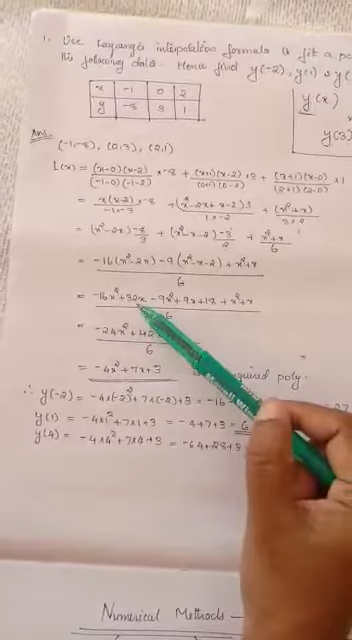 1. Use Lagrange's interpolation formula to fit a po
the following data. Hence find y(-2), y(1) & y(
x | -1 | 0 | 2
y | -8 | 3 | 1
y(x)
y(3)
Ans.
(-1,-8), (0,3), (2,1)
L(x) = (x-0)(x-2)/(-1-0)(-1-2) × -8 + (x+1)(x-2)/(0+1)(0-2) × 3 + (x+1)(x-0)/(2+1)(2-0) × 1
= x(x-2)/-1×-3 × -8 + (x²-2x+x-2)3/1×-2 + (x²+x)/3×2
= (x²-2x) -8/3 + (x²-x-2) -3/2 + x²+x/6
= -16(x²-2x) -9(x²-x-2) + x²+x / 6
= -16x²+32x -9x²+9x+18 + x²+x / 6
= -24x²+42x / 6
= -4x²+7x+3 required poly.
∴ y(-2) = -4×(-2)²+7×(-2)+3 = -16 -27
y(1) = -4×1²+7×1+3 = -4+7+3 = 6
y(4) = -4×4²+7×4+3 = -64+28+3
Numerical Methods -